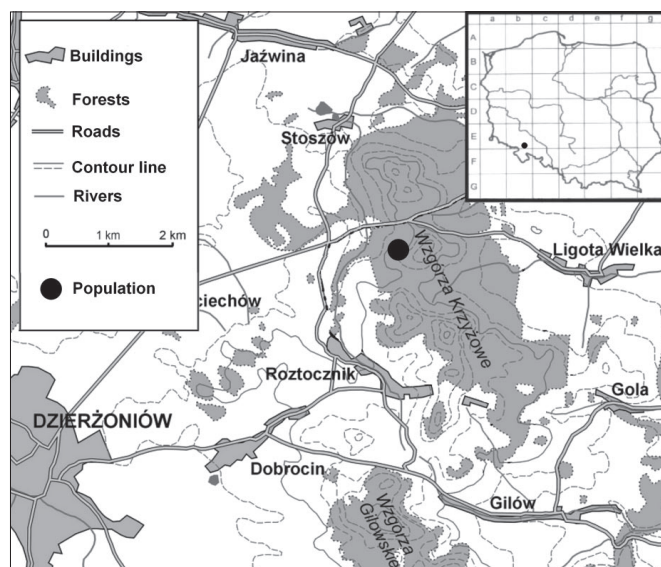 Buildings
Forests
Roads
Contour line
Rivers
0 1 km 2 km
Population
a b c d e f g
A
B
C
D
E
F
G
Jaźwina
Stoszów
Wzgórza Krzyżowe
Ligota Wielka
ciechów
Roztocznik
Gola
DZIERŻONIÓW
Dobrocin
Gilów
Wzgórza
Gilowskie